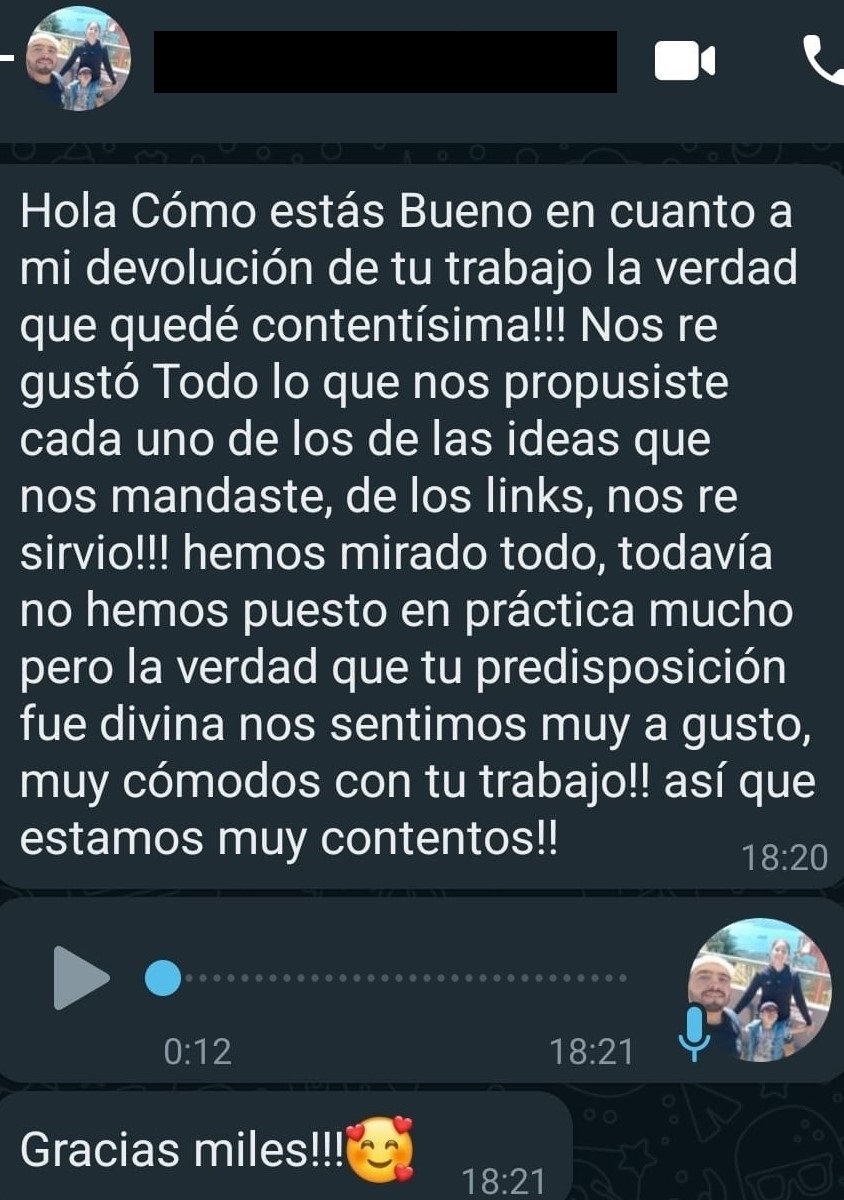 Hola Cómo estás Bueno en cuanto a
mi devolución de tu trabajo la verdad
que quedé contentísima!!! Nos re
gustó Todo lo que nos propusiste
cada uno de los de las ideas que
nos mandaste, de los links, nos re
sirvio!!! hemos mirado todo, todavía
no hemos puesto en práctica mucho
pero la verdad que tu predisposición
fue divina nos sentimos muy a gusto,
muy cómodos con tu trabajo!! así que
estamos muy contentos!!
18:20
0:12 18:21
Gracias miles!!!🥰
18:21